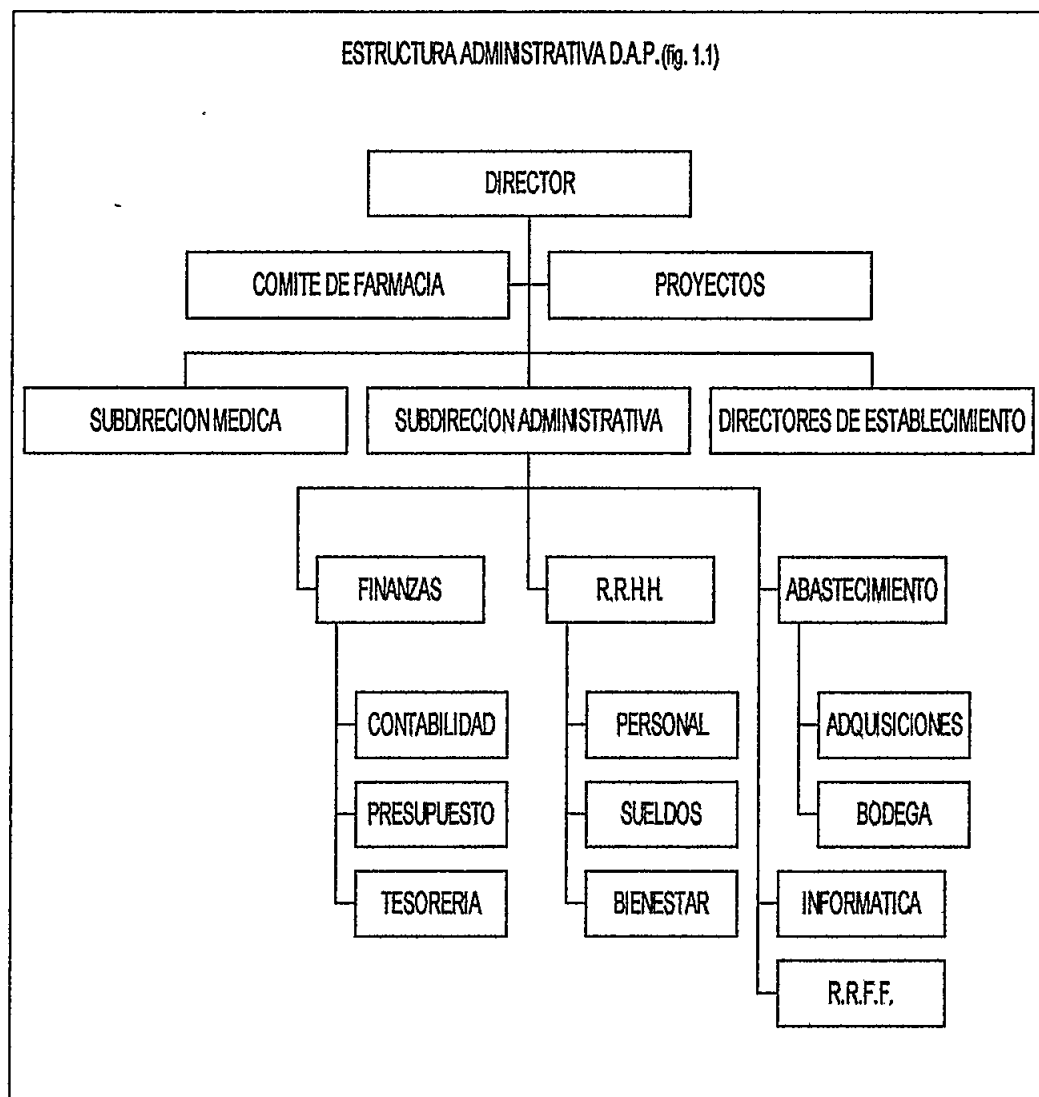 ESTRUCTURA ADMINISTRATIVA D.A.P. (fig. 1.1)
DIRECTOR
COMITE DE FARMACIA
PROYECTOS
SUBDIRECION MEDICA
SUBDIRECION ADMINISTRATIVA
DIRECTORES DE ESTABLECIMIENTO
FINANZAS
R.R.H.H.
ABASTECIMIENTO
CONTABILIDAD
PERSONAL
ADQUISICIONES
PRESUPUESTO
SUELDOS
BODEGA
TESORERIA
BIENESTAR
INFORMATICA
R.R.F.F.